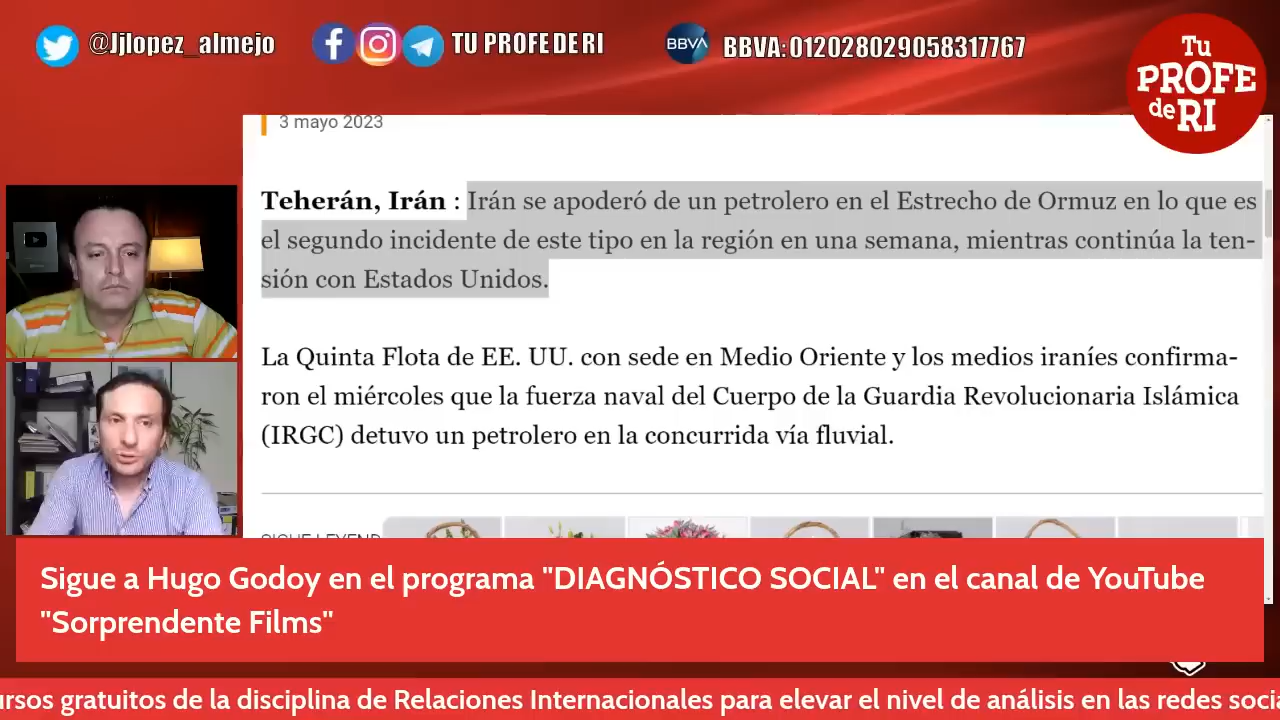 @Jjlopez_almejo
TU PROFE DE RI
BBVA
BBVA: 012028029058317767
Tu
PROFE
de RI
3 mayo 2023
Teherán, Irán : Irán se apoderó de un petrolero en el Estrecho de Ormuz en lo que es
el segundo incidente de este tipo en la región en una semana, mientras continúa la ten-
sión con Estados Unidos.
La Quinta Flota de EE. UU. con sede en Medio Oriente y los medios iraníes confirma-
ron el miércoles que la fuerza naval del Cuerpo de la Guardia Revolucionaria Islámica
(IRGC) detuvo un petrolero en la concurrida vía fluvial.
SIGUE LEYEND
Sigue a Hugo Godoy en el programa "DIAGNÓSTICO SOCIAL" en el canal de YouTube
"Sorprendente Films"
ursos gratuitos de la disciplina de Relaciones Internacionales para elevar el nivel de análisis en las redes socia